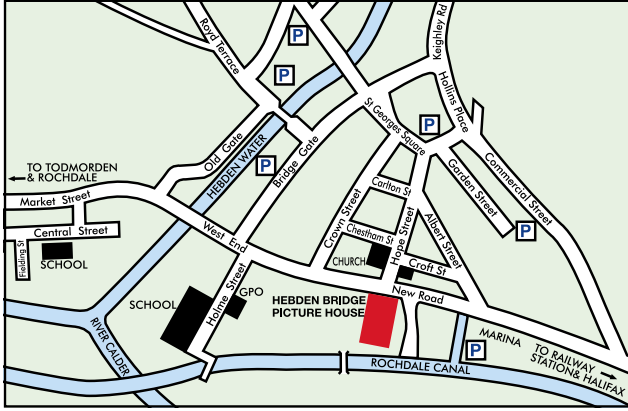 Royd Terrace
P
P
Keighley Rd
Hollins Place
St Georges Square
P
Old Gate
HEBDEN WATER
P
Bridge Gate
TO TODMORDEN
& ROCHDALE
Market Street
Central Street
Fielding St
SCHOOL
West End
Crown Street
Carlton St
Chestham St
Hope Street
Albert Street
Garden Street
Commercial Street
P
CHURCH
Croft St
New Road
SCHOOL
Holme Street
GPO
HEBDEN BRIDGE
PICTURE HOUSE
RIVER CALDER
ROCHDALE CANAL
MARINA
P
TO RAILWAY
STATION & HALIFAX